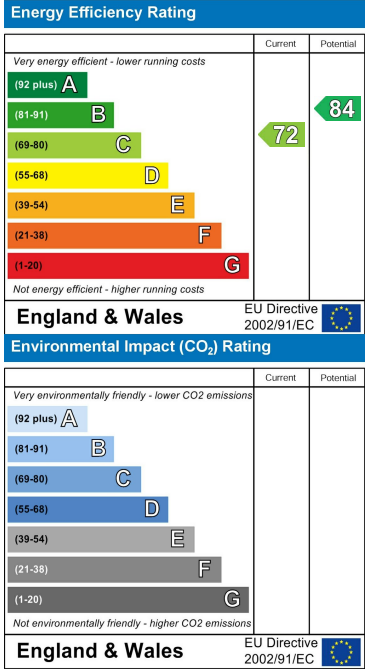 Energy Efficiency Rating
Current Potential
Very energy efficient - lower running costs
(92 plus) A
(81-91) B
84
(69-80) C
72
(55-68) D
(39-54) E
(21-38) F
(1-20) G
Not energy efficient - higher running costs
England & Wales
EU Directive
2002/91/EC
Environmental Impact (CO₂) Rating
Current Potential
Very environmentally friendly - lower CO2 emissions
(92 plus) A
(81-91) B
(69-80) C
(55-68) D
(39-54) E
(21-38) F
(1-20) G
Not environmentally friendly - higher CO2 emissions
England & Wales
EU Directive
2002/91/EC